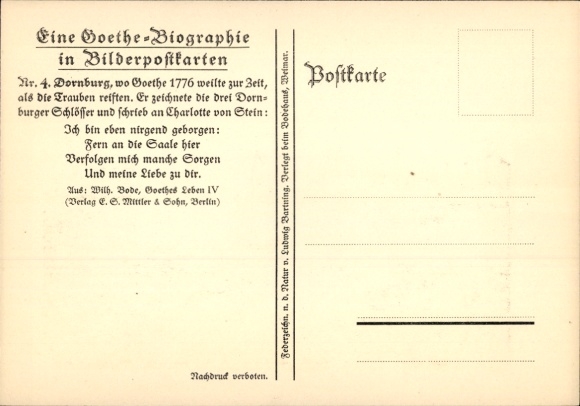 Eine Goethe-Biographie
in Bilderpostkarten
Nr. 4. Dornburg, wo Goethe 1776 weilte zur Zeit,
als die Trauben reiften. Er zeichnete die drei Dorn-
burger Schlösser und schrieb an Charlotte von Stein:
Ich bin eben nirgend geborgen:
Fern an die Saale hier
Verfolgen mich manche Sorgen
Und meine Liebe zu dir.
Aus: Wilh. Bode, Goethes Leben IV
(Verlag E. S. Mittler & Sohn, Berlin)
Nachdruck verboten.
Federzeichn. n. d. Natur v. Ludwig Bartning. Verlegt beim Bodehaus, Weimar.
Postkarte